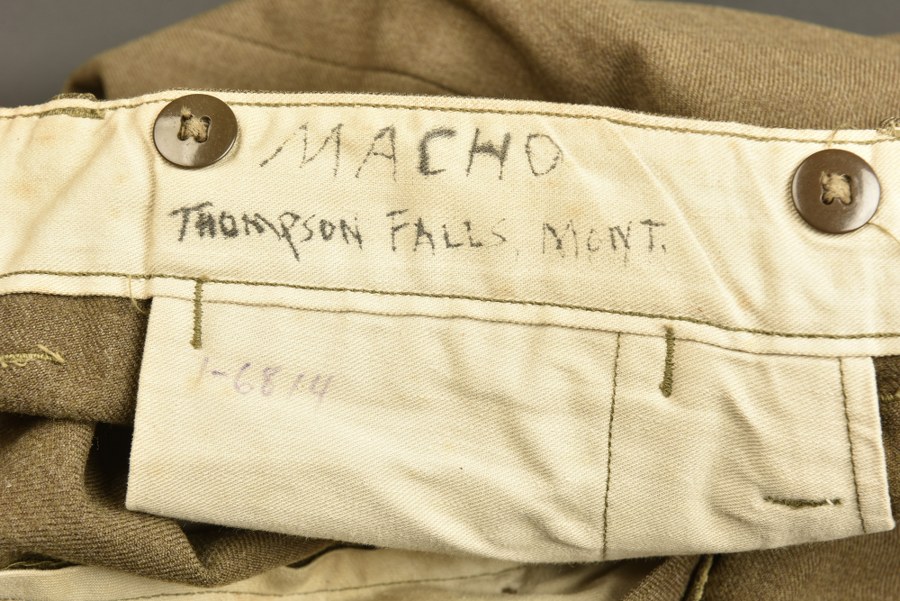 MACHO
THOMPSON FALLS, MONT.
1-6814